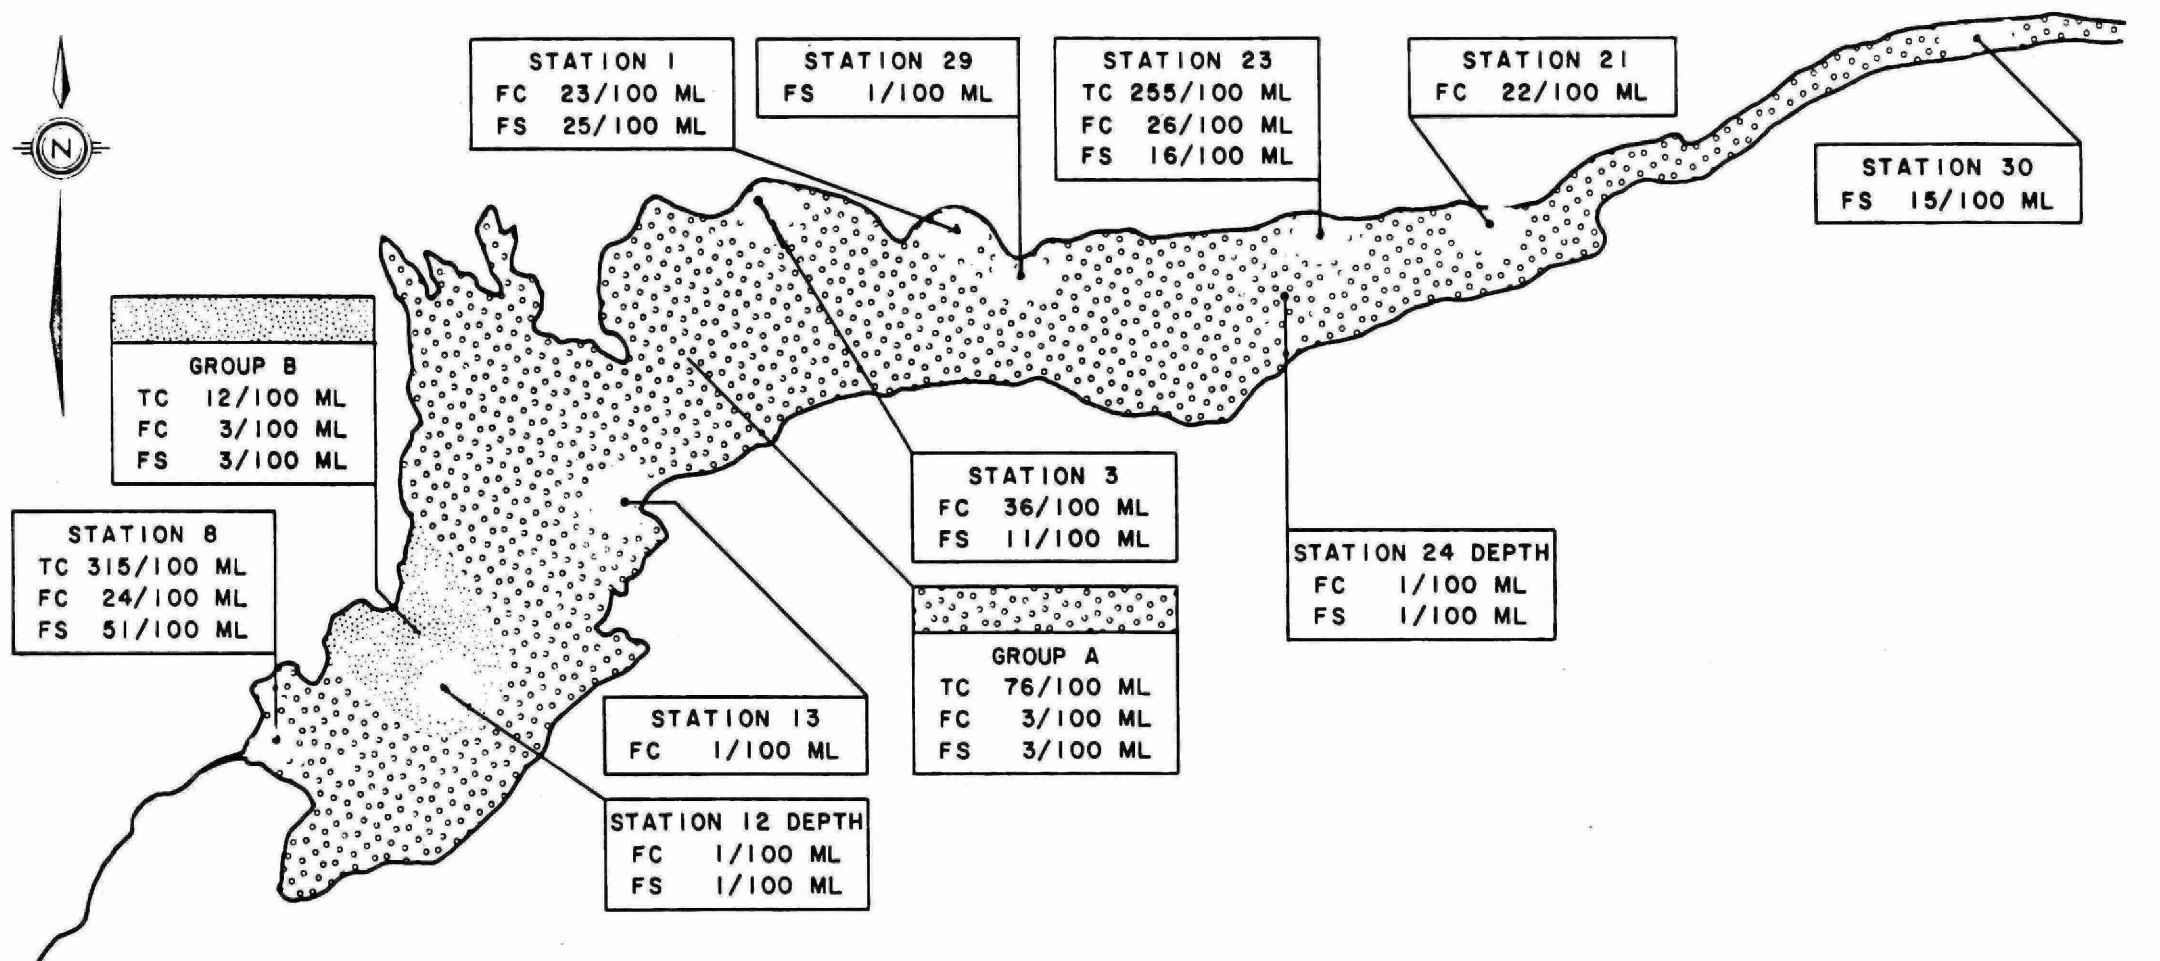 STATION 1
FC 23/100 ML
FS 25/100 ML
STATION 29
FS 1/100 ML
STATION 23
TC 255/100 ML
FC 26/100 ML
FS 16/100 ML
STATION 21
FC 22/100 ML
N
STATION 30
FS 15/100 ML
GROUP B
TC 12/100 ML
FC 3/100 ML
FS 3/100 ML
STATION 8
TC 315/100 ML
FC 24/100 ML
FS 51/100 ML
STATION 3
FC 36/100 ML
FS 11/100 ML
STATION 24 DEPTH
FC 1/100 ML
FS 1/100 ML
GROUP A
TC 76/100 ML
FC 3/100 ML
FS 3/100 ML
STATION 13
FC 1/100 ML
STATION 12 DEPTH
FC 1/100 ML
FS 1/100 ML